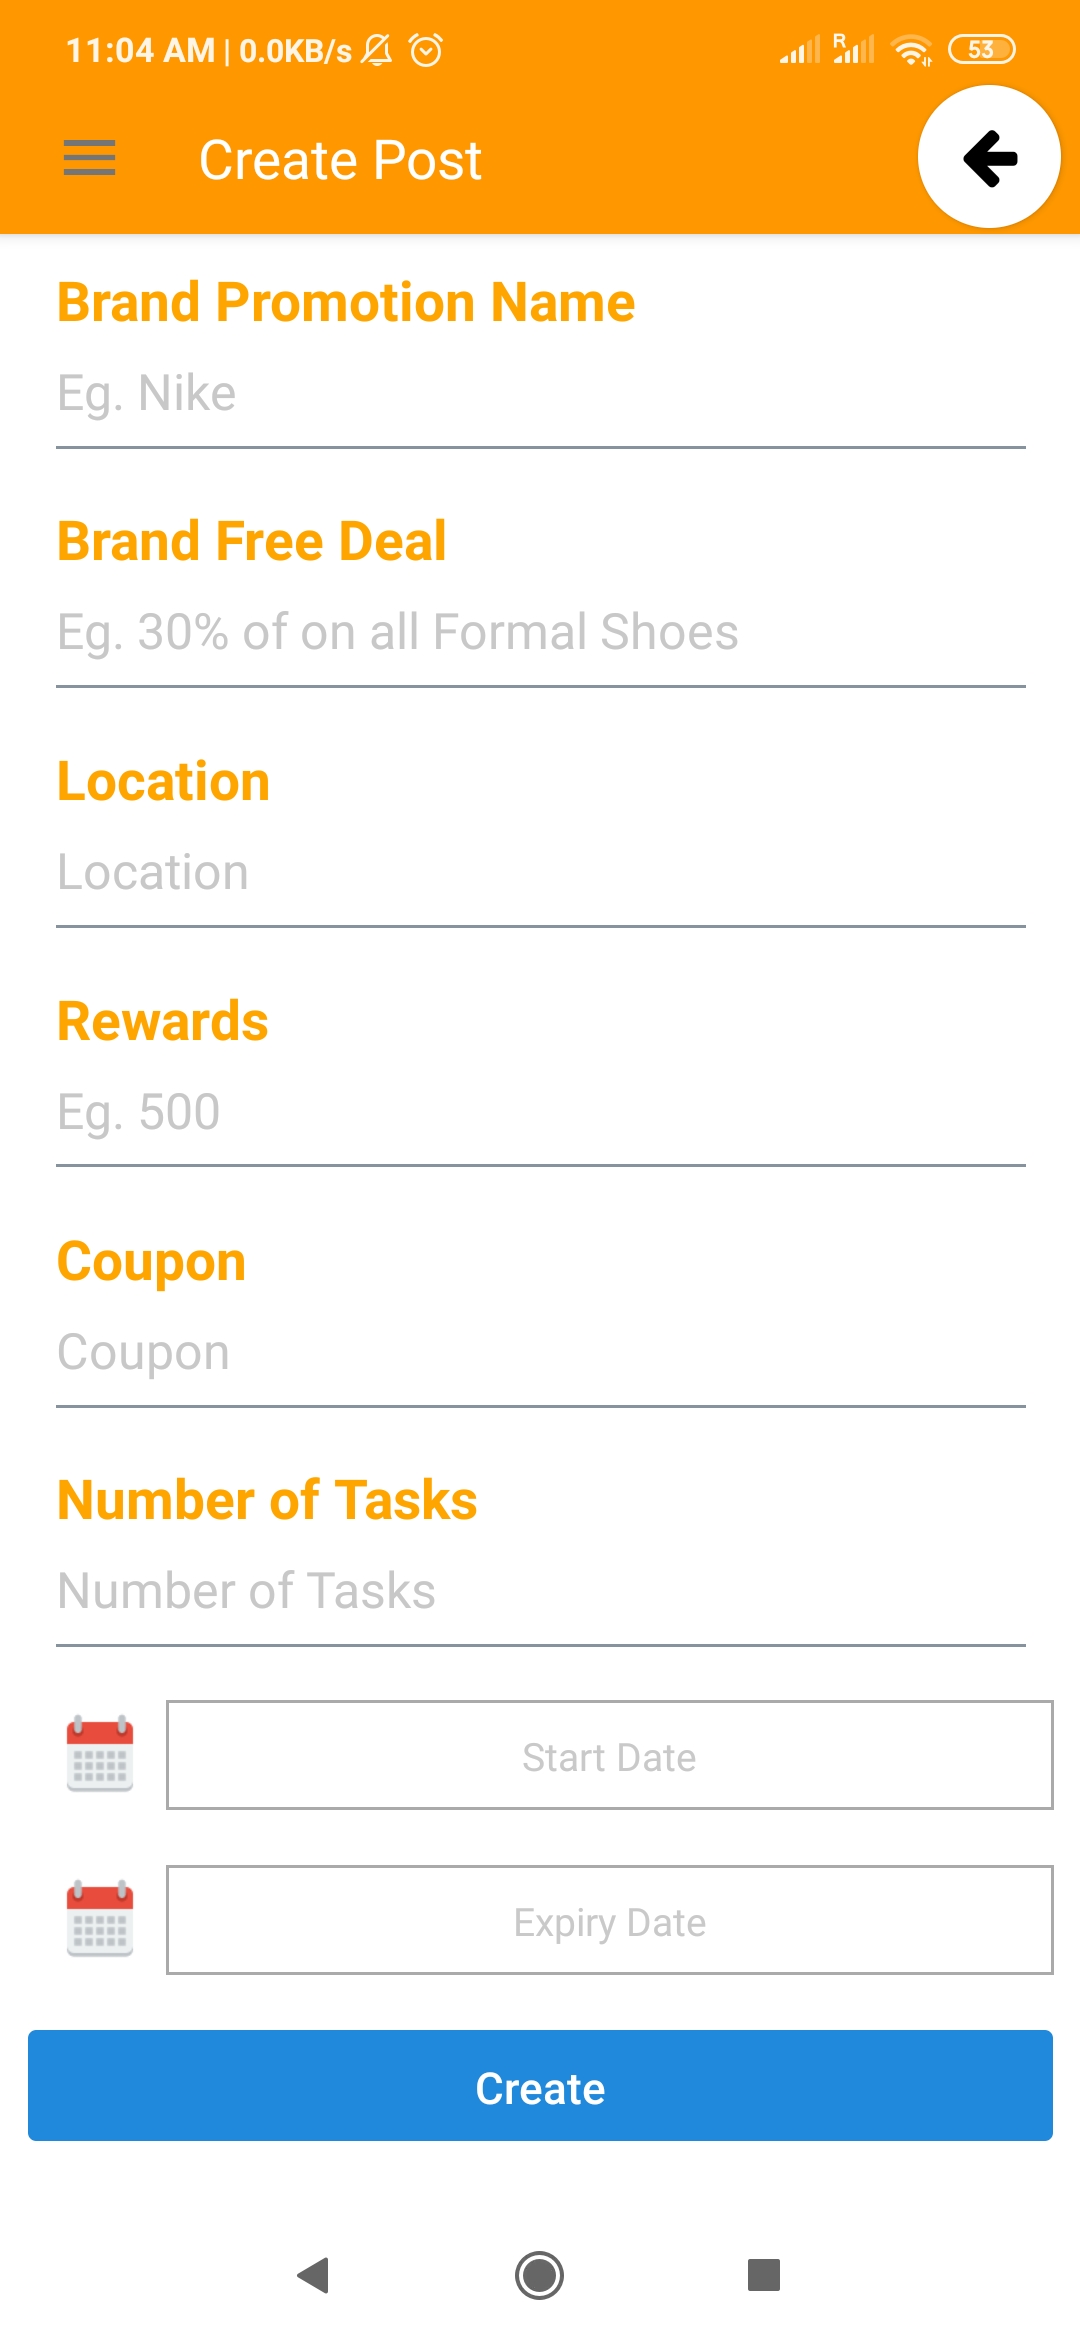 11:04 AM | 0.0KB/s
R
53
Create Post
Brand Promotion Name
Eg. Nike
Brand Free Deal
Eg. 30% of on all Formal Shoes
Location
Location
Rewards
Eg. 500
Coupon
Coupon
Number of Tasks
Number of Tasks
Start Date
Expiry Date
Create